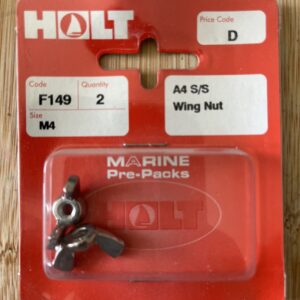 HOLT
Price Code
D
Code
Quantity
F149
2
Size
M4
A4 S/S
Wing Nut
MARINE
Pre-Packs
HOLT